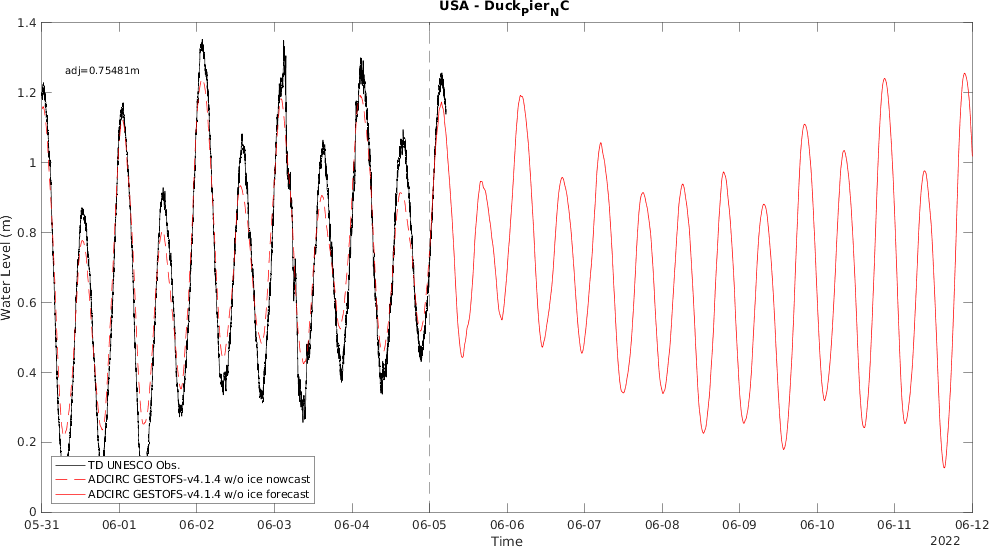 USA - DuckPierNC
adj=0.75481m
1.4
1.2
1
0.8
0.6
0.4
0.2
0
Water Level (m)
TD UNESCO Obs.
ADCIRC GESTOFS-v4.1.4 w/o ice nowcast
ADCIRC GESTOFS-v4.1.4 w/o ice forecast
05-31 06-01 06-02 06-03 06-04 06-05 06-06 06-07 06-08 06-09 06-10 06-11 06-12
Time
2022